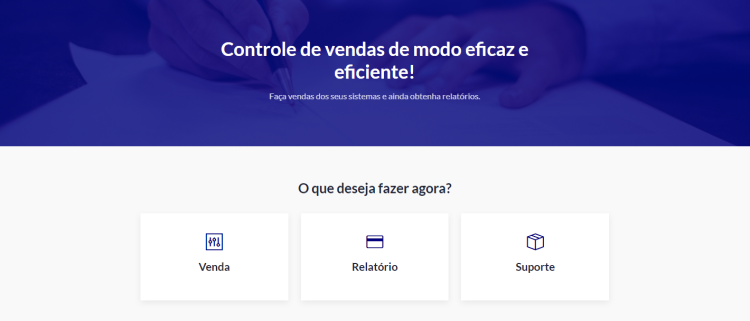 Controle de vendas de modo eficaz e
eficiente!
Faça vendas dos seus sistemas e ainda obtenha relatórios.
O que deseja fazer agora?
Venda
Relatório
Suporte